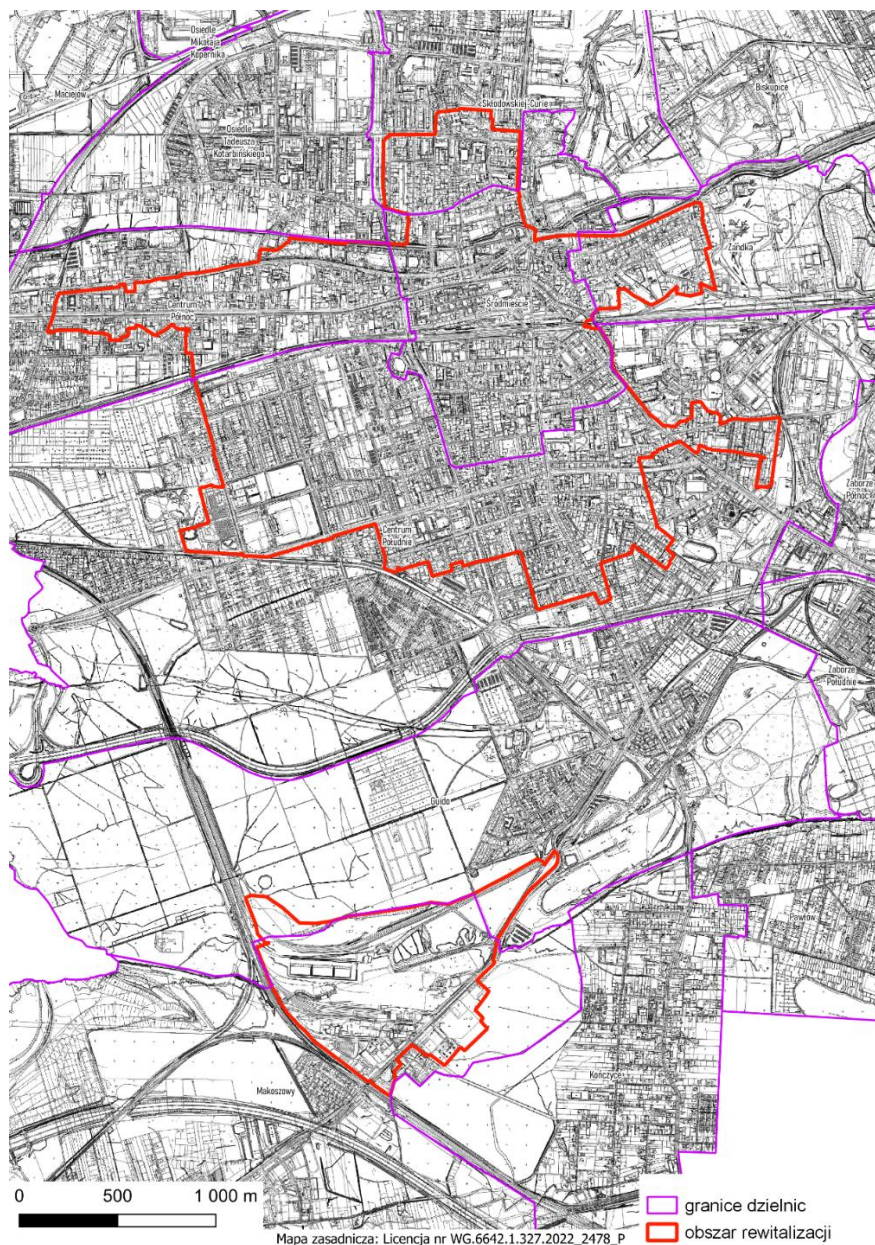 Osiedle
Mikołaja
Kopernika
Maciejów
Skłodowskiej-Curie
Biskupice
Osiedle
Tadeusza
Kotarbińskiego
Zandka
Centrum
Północ
Śródmieście
Zaborze
Północ
Centrum
Południe
Zaborze
Południe
Guido
Pawłów
Makoszowy
Kończyce
0 500 1 000 m
granice dzielnic
obszar rewitalizacji
Mapa zasadnicza: Licencja nr WG.6642.1.327.2022_2478_P